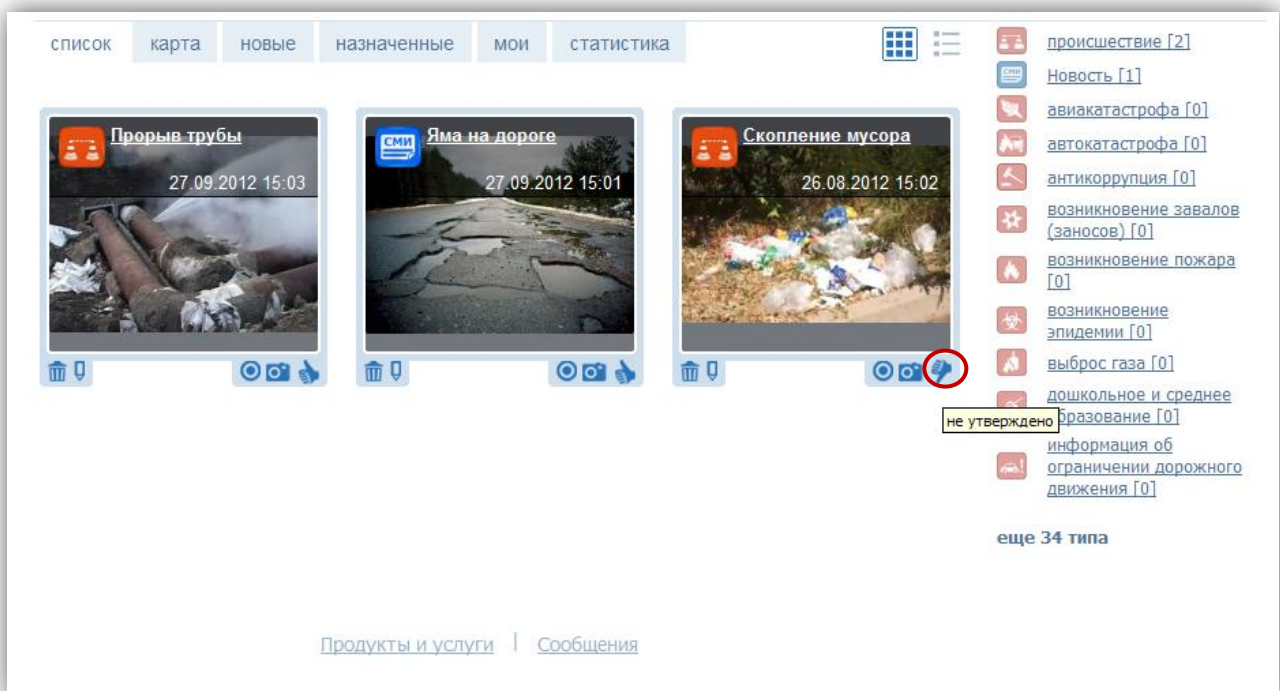 список карта новые назначенные мои статистика
Прорыв трубы
27.09.2012 15:03
СМИ
Яма на дороге
27.09.2012 15:01
Скопление мусора
26.08.2012 15:02
не утверждено
происшествие [2]
СМИ
Новость [1]
авиакатастрофа [0]
автокатастрофа [0]
антикоррупция [0]
возникновение завалов
(заносов) [0]
возникновение пожара
[0]
возникновение
эпидемии [0]
выброс газа [0]
дошкольное и среднее
бразование [0]
информация об
ограничении дорожного
движения [0]
еще 34 типа
Продукты и услуги | Сообщения